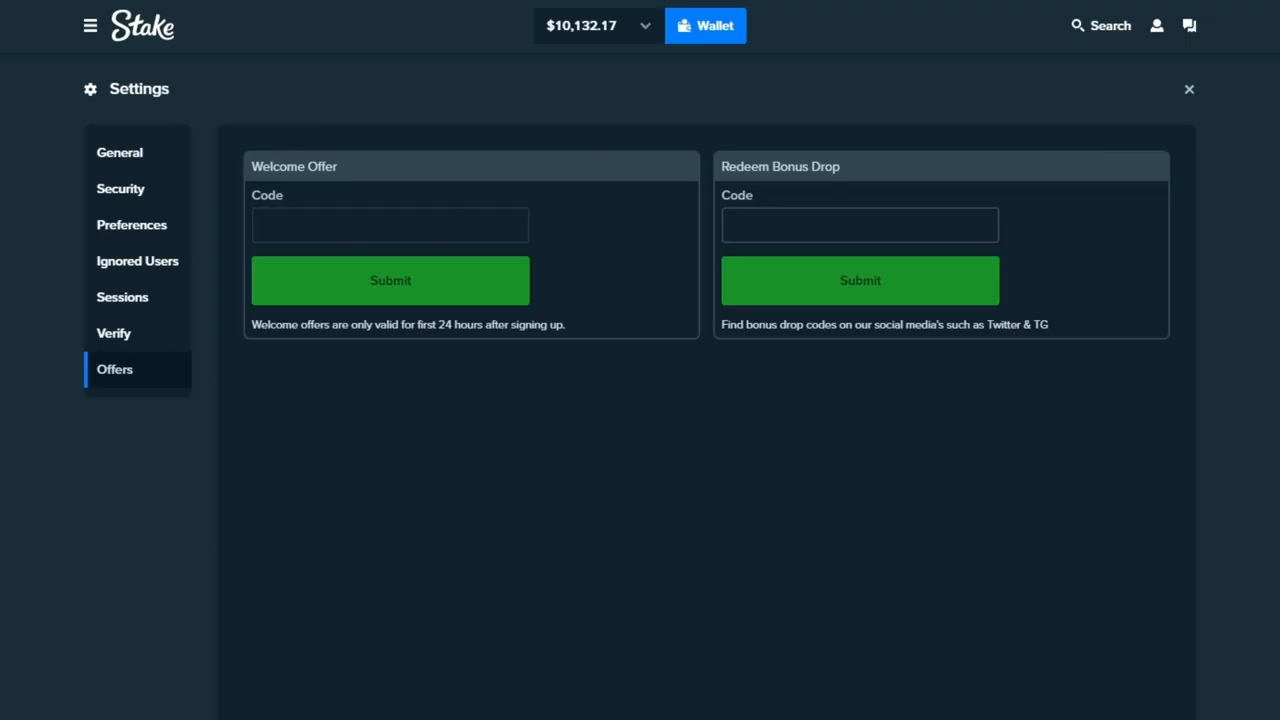 Stake
$10,132.17
Wallet
Search
Settings
General
Security
Preferences
Ignored Users
Sessions
Verify
Offers
Welcome Offer
Code
Submit
Welcome offers are only valid for first 24 hours after signing up.
Redeem Bonus Drop
Code
Submit
Find bonus drop codes on our social media's such as Twitter & TG